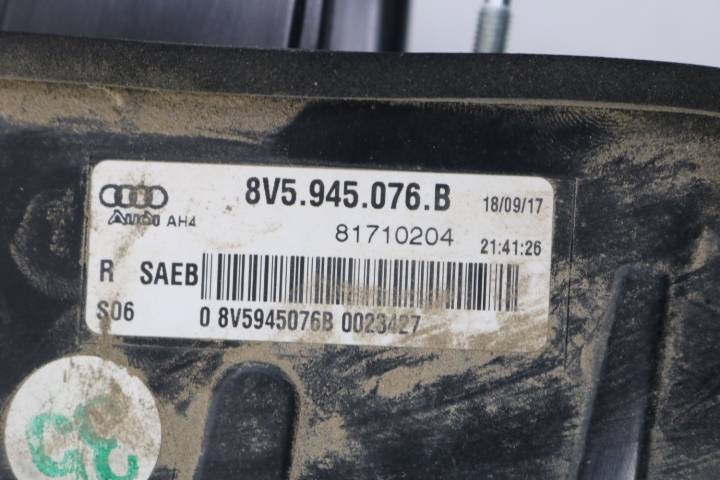 8V5.945.076.B 18/09/17
Audi AH4 81710204 21:41:26
R SAEB
S06 0 8V5945076B 0023427